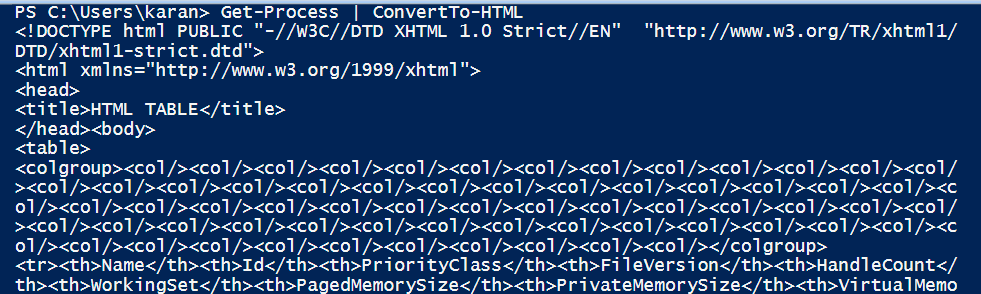 PS C:\Users\karan> Get-Process | ConvertTo-HTML
<!DOCTYPE html PUBLIC "-//W3C//DTD XHTML 1.0 Strict//EN"  "http://www.w3.org/TR/xhtml1/
DTD/xhtml1-strict.dtd">
<html xmlns="http://www.w3.org/1999/xhtml">
<head>
<title>HTML TABLE</title>
</head><body>
<table>
<colgroup><col/><col/><col/><col/><col/><col/><col/><col/><col/><col/><col/><col/><col/
><col/><col/><col/><col/><col/><col/><col/><col/><col/><col/><col/><col/><col/><col/><c
ol/><col/><col/><col/><col/><col/><col/><col/><col/><col/><col/><col/><col/><col/><col/
><col/><col/><col/><col/><col/><col/><col/><col/><col/><col/><col/><col/><col/><col/><c
ol/><col/><col/><col/><col/><col/><col/><col/><col/><col/><col/></colgroup>
<tr><th>Name</th><th>Id</th><th>PriorityClass</th><th>FileVersion</th><th>HandleCount</
th><th>WorkingSet</th><th>PagedMemorySize</th><th>PrivateMemorySize</th><th>VirtualMemo